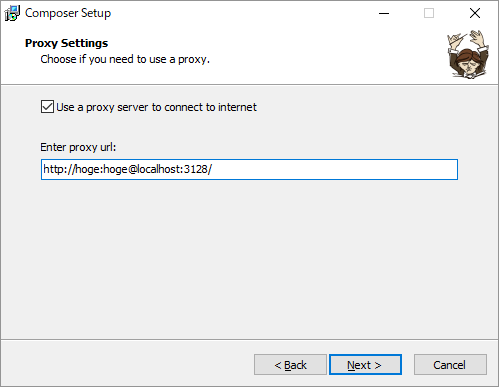 Composer Setup
Proxy Settings
Choose if you need to use a proxy.
Use a proxy server to connect to internet
Enter proxy url:
http://hoge:hoge@localhost:3128/
< Back
Next >
Cancel